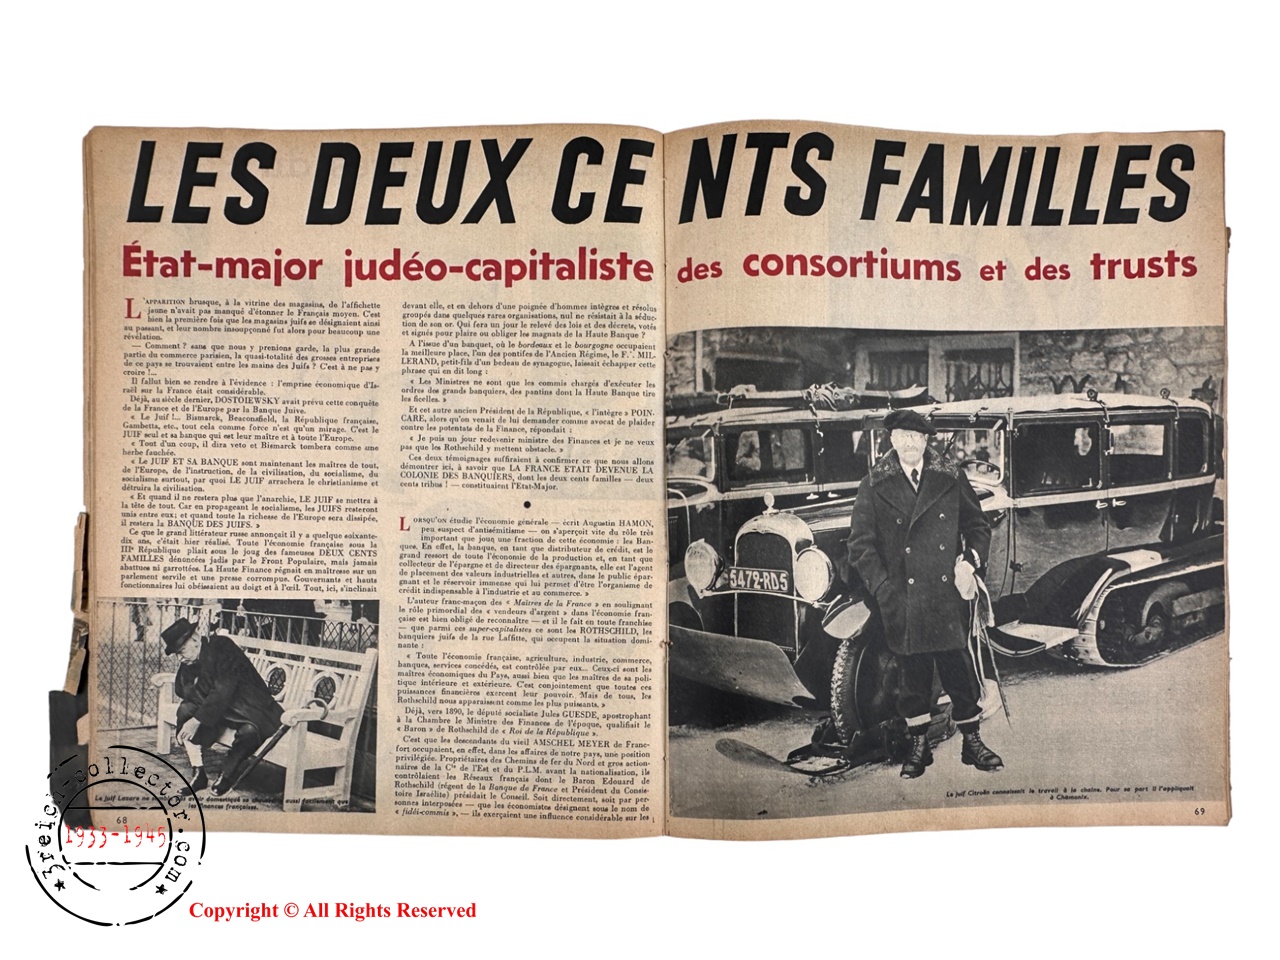 LES DEUX CENTS FAMILLES
État-major judéo-capitaliste des consortiums et des trusts
L'APPARITION brusque, à la vitrine des magasins, de l'affichette
jaune n'avait pas manqué d'étonner le Français moyen. C'est
bien la première fois que les magasins juifs se désignaient ainsi
au passant, et leur nombre insoupçonné fut alors pour beaucoup une
révélation.
— Comment ? sans que nous y prenions garde, la plus grande
partie du commerce parisien, la quasi-totalité des grosses entreprises
de ce pays se trouvaient entre les mains des Juifs ? C'est à ne pas y
croire !...
Il fallut bien se rendre à l'évidence : l'emprise économique d'Is-
raël sur la France était considérable.
Déjà, au siècle dernier, DOSTOIEWSKY avait prévu cette conquête
de la France et de l'Europe par la Banque Juive.
« Le Juif !... Bismarck, Beaconsfield, la République française,
Gambetta, etc., tout cela comme force n'est qu'un mirage. C'est le
JUIF seul et sa banque qui est leur maître et à toute l'Europe.
« Tout d'un coup, il dira veto et Bismarck tombera comme une
herbe fauchée.
« Le JUIF ET SA BANQUE sont maintenant les maîtres de tout,
de l'Europe, de l'instruction, de la civilisation, du socialisme, du
socialisme surtout, par quoi LE JUIF arrachera le christianisme et
détruira la civilisation.
« Et quand il ne restera plus que l'anarchie, LE JUIF se mettra à
la tête de tout. Car en propageant le socialisme, les JUIFS resteront
unis entre eux; et quand toute la richesse de l'Europe sera dissipée,
il restera la BANQUE DES JUIFS. »
Ce que le grand littérateur russe annonçait il y a quelque soixante-
dix ans, c'était hier réalisé. Toute l'économie française sous la
IIIe République pliait sous le joug des fameuses DEUX CENTS
FAMILLES dénoncées jadis par le Front Populaire, mais jamais
abattues ni garrottées. La Haute Finance régnait en maîtresse sur un
parlement servile et une presse corrompue. Gouvernants et hauts
fonctionnaires lui obéissaient au doigt et à l'œil. Tout, ici, s'inclinait
Le juif Lazare ne
aussi facilement que
finances françaises.
68
devant elle, et en dehors d'une poignée d'hommes intègres et résolus
groupés dans quelques rares organisations, nul ne résistait à la séduc-
tion de son or. Qui fera un jour le relevé des lois et des décrets, votés
et signés pour plaire ou obliger les magnats de la Haute Banque ?
A l'issue d'un banquet, où le bordeaux et le bourgogne occupaient
la meilleure place, l'un des pontifes de l'Ancien Régime, le F∴ MIL-
LERAND, petit-fils d'un bedeau de synagogue, laissait échapper cette
phrase qui en dit long :
« Les Ministres ne sont que les commis chargés d'exécuter les
ordres des grands banquiers, des pantins dont la Haute Banque tire
les ficelles. »
Et cet autre ancien Président de la République, « l'intègre » POIN-
CARE, alors qu'on venait de lui demander comme avocat de plaider
contre les potentats de la Finance, répondait :
« Je puis un jour redevenir ministre des Finances et je ne veux
pas que les Rothschild y mettent obstacle. »
Ces deux témoignages suffiraient à confirmer ce que nous allons
démontrer ici, à savoir que LA FRANCE ETAIT DEVENUE LA
COLONIE DES BANQUIERS, dont les deux cents familles — deux
cents tribus ! — constituaient l'Etat-Major.
LORSQU'ON étudie l'économie générale — écrit Augustin HAMON,
peu suspect d'antisémitisme — on s'aperçoit vite du rôle très
important que joue une fraction de cette économie : les Ban-
ques. En effet, la banque, en tant que distributeur de crédit, est le
grand ressort de toute l'économie de la production et, en tant que
collecteur de l'épargne et directeur des épargnants, elle est l'agent
de placement des valeurs industrielles et autres, dans le public épar-
gnant et le réservoir immense qui lui permet d'être l'organisme de
crédit indispensable à l'industrie et au commerce. »
L'auteur franc-maçon des « Maîtres de la France » en soulignant
le rôle primordial des « vendeurs d'argent » dans l'économie fran-
çaise est bien obligé de reconnaître — et il le fait en toute franchise
— que parmi ces super-capitalistes ce sont les ROTHSCHILD, les
banquiers juifs de la rue Laffitte, qui occupent la situation domi-
nante :
« Toute l'économie française, agriculture, industrie, commerce,
banques, services concédés, est contrôlée par eux... Ceux-ci sont les
maîtres économiques du Pays, aussi bien que les maîtres de sa poli-
tique intérieure et extérieure. C'est conjointement que toutes ces
puissances financières exercent leur pouvoir. Mais de tous, les
Rothschild nous apparaissent comme les plus puissants. »
Déjà, vers 1890, le député socialiste Jules GUESDE, apostrophant
à la Chambre le Ministre des Finances de l'époque, qualifiait le
« Baron » de Rothschild de « Roi de la République ».
C'est que les descendants du vieil AMSCHEL MEYER de Franc-
fort occupaient, en effet, dans les affaires de notre pays, une position
privilégiée. Propriétaires des Chemins de fer du Nord et gros action-
naires de la Cie de l'Est et du P.L.M. avant la nationalisation, ils
contrôlaient les Réseaux français dont le Baron Edouard de
Rothschild (régent de la Banque de France et Président du Consis-
toire Israélite) présidait le Conseil. Soit directement, soit par per-
sonnes interposées — que les économistes désignent sous le nom de
« fidéi-commis », — ils exerçaient une influence considérable sur les
5472-RD5
Le juif Citroën connaissait le travail à la chaîne. Pour sa part il l'appliquait
à Chamonix.
69
3reich-collector.com
1933-1945
Copyright © All Rights Reserved